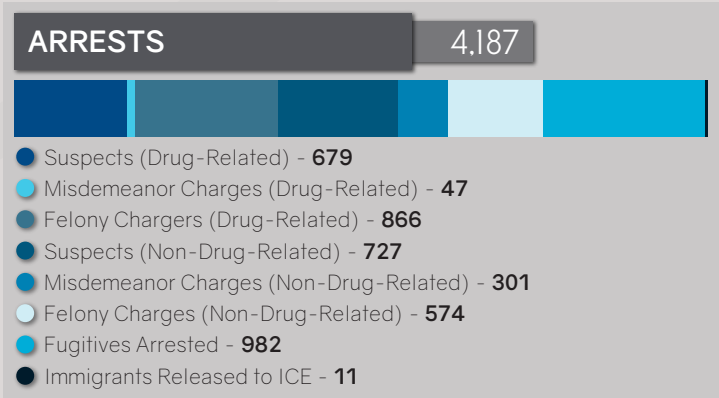 ARRESTS 4,187
Suspects (Drug-Related) - 679
Misdemeanor Charges (Drug-Related) - 47
Felony Chargers (Drug-Related) - 866
Suspects (Non-Drug-Related) - 727
Misdemeanor Charges (Non-Drug-Related) - 301
Felony Charges (Non-Drug-Related) - 574
Fugitives Arrested - 982
Immigrants Released to ICE - 11